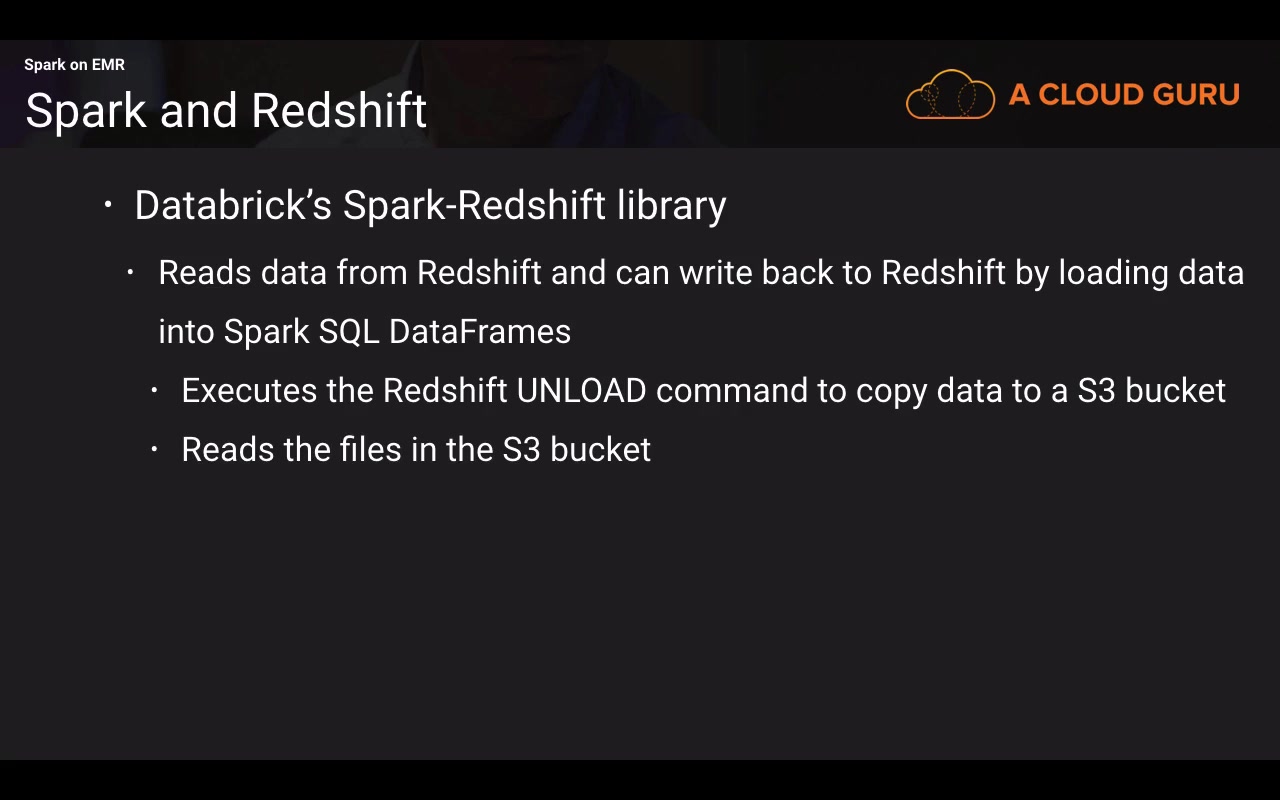 Spark on EMR
Spark and Redshift
A CLOUD GURU
• Databrick’s Spark-Redshift library
• Reads data from Redshift and can write back to Redshift by loading data
into Spark SQL DataFrames
• Executes the Redshift UNLOAD command to copy data to a S3 bucket
• Reads the files in the S3 bucket